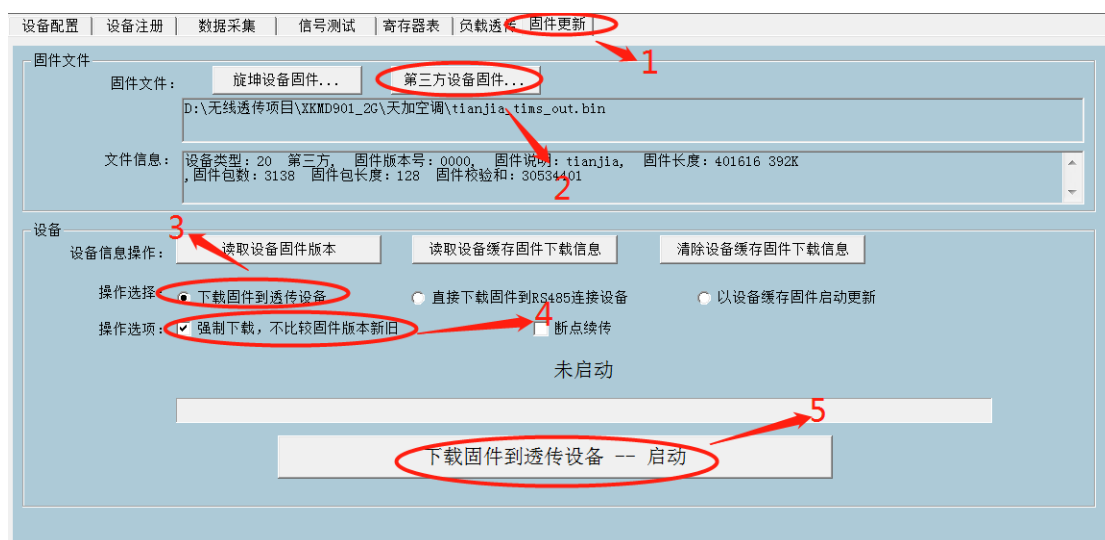 设备配置 | 设备注册 | 数据采集 | 信号测试 | 寄存器表 | 负载透传 固件更新
1
固件文件
固件文件: 旋坤设备固件... 第三方设备固件...
D:\无线透传项目\XKMD901_2G\天加空调\tianjia_tims_out.bin
文件信息: 设备类型: 20 第三方, 固件版本号: 0000, 固件说明: tianjia, 固件长度: 401616 392K
,固件包数: 3138 固件包长度: 128 固件校验和: 30534401
2
设备
3
设备信息操作: 读取设备固件版本 读取设备缓存固件下载信息 清除设备缓存固件下载信息
操作选择: 下载固件到透传设备 直接下载固件到RS485连接设备 以设备缓存固件启动更新
4
操作选项: 强制下载,不比较固件版本新旧 断点续传
未启动
5
下载固件到透传设备 -- 启动